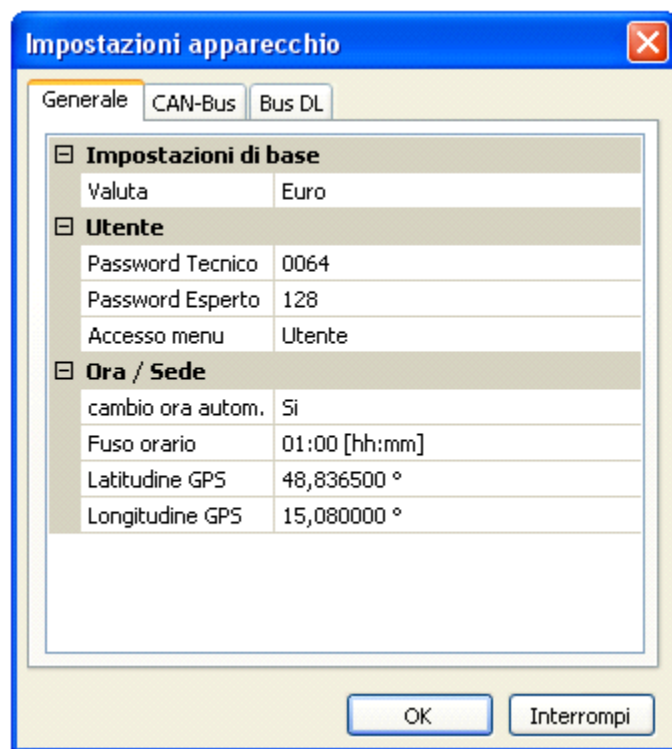 Impostazioni apparecchio
Generale CAN-Bus Bus DL
Impostazioni di base
Valuta Euro
Utente
Password Tecnico 0064
Password Esperto 128
Accesso menu Utente
Ora / Sede
cambio ora autom. Si
Fuso orario 01:00 [hh:mm]
Latitudine GPS 48,836500 °
Longitudine GPS 15,080000 °
OK Interrompi